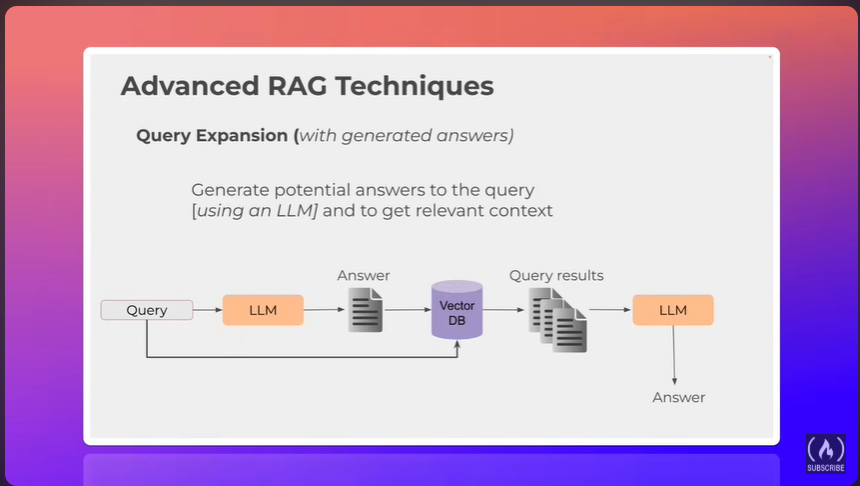 Advanced RAG Techniques
Query Expansion (with generated answers)
Generate potential answers to the query
[using an LLM] and to get relevant context
Answer
Query results
Query
LLM
Vector
DB
LLM
Answer
SUBSCRIBE